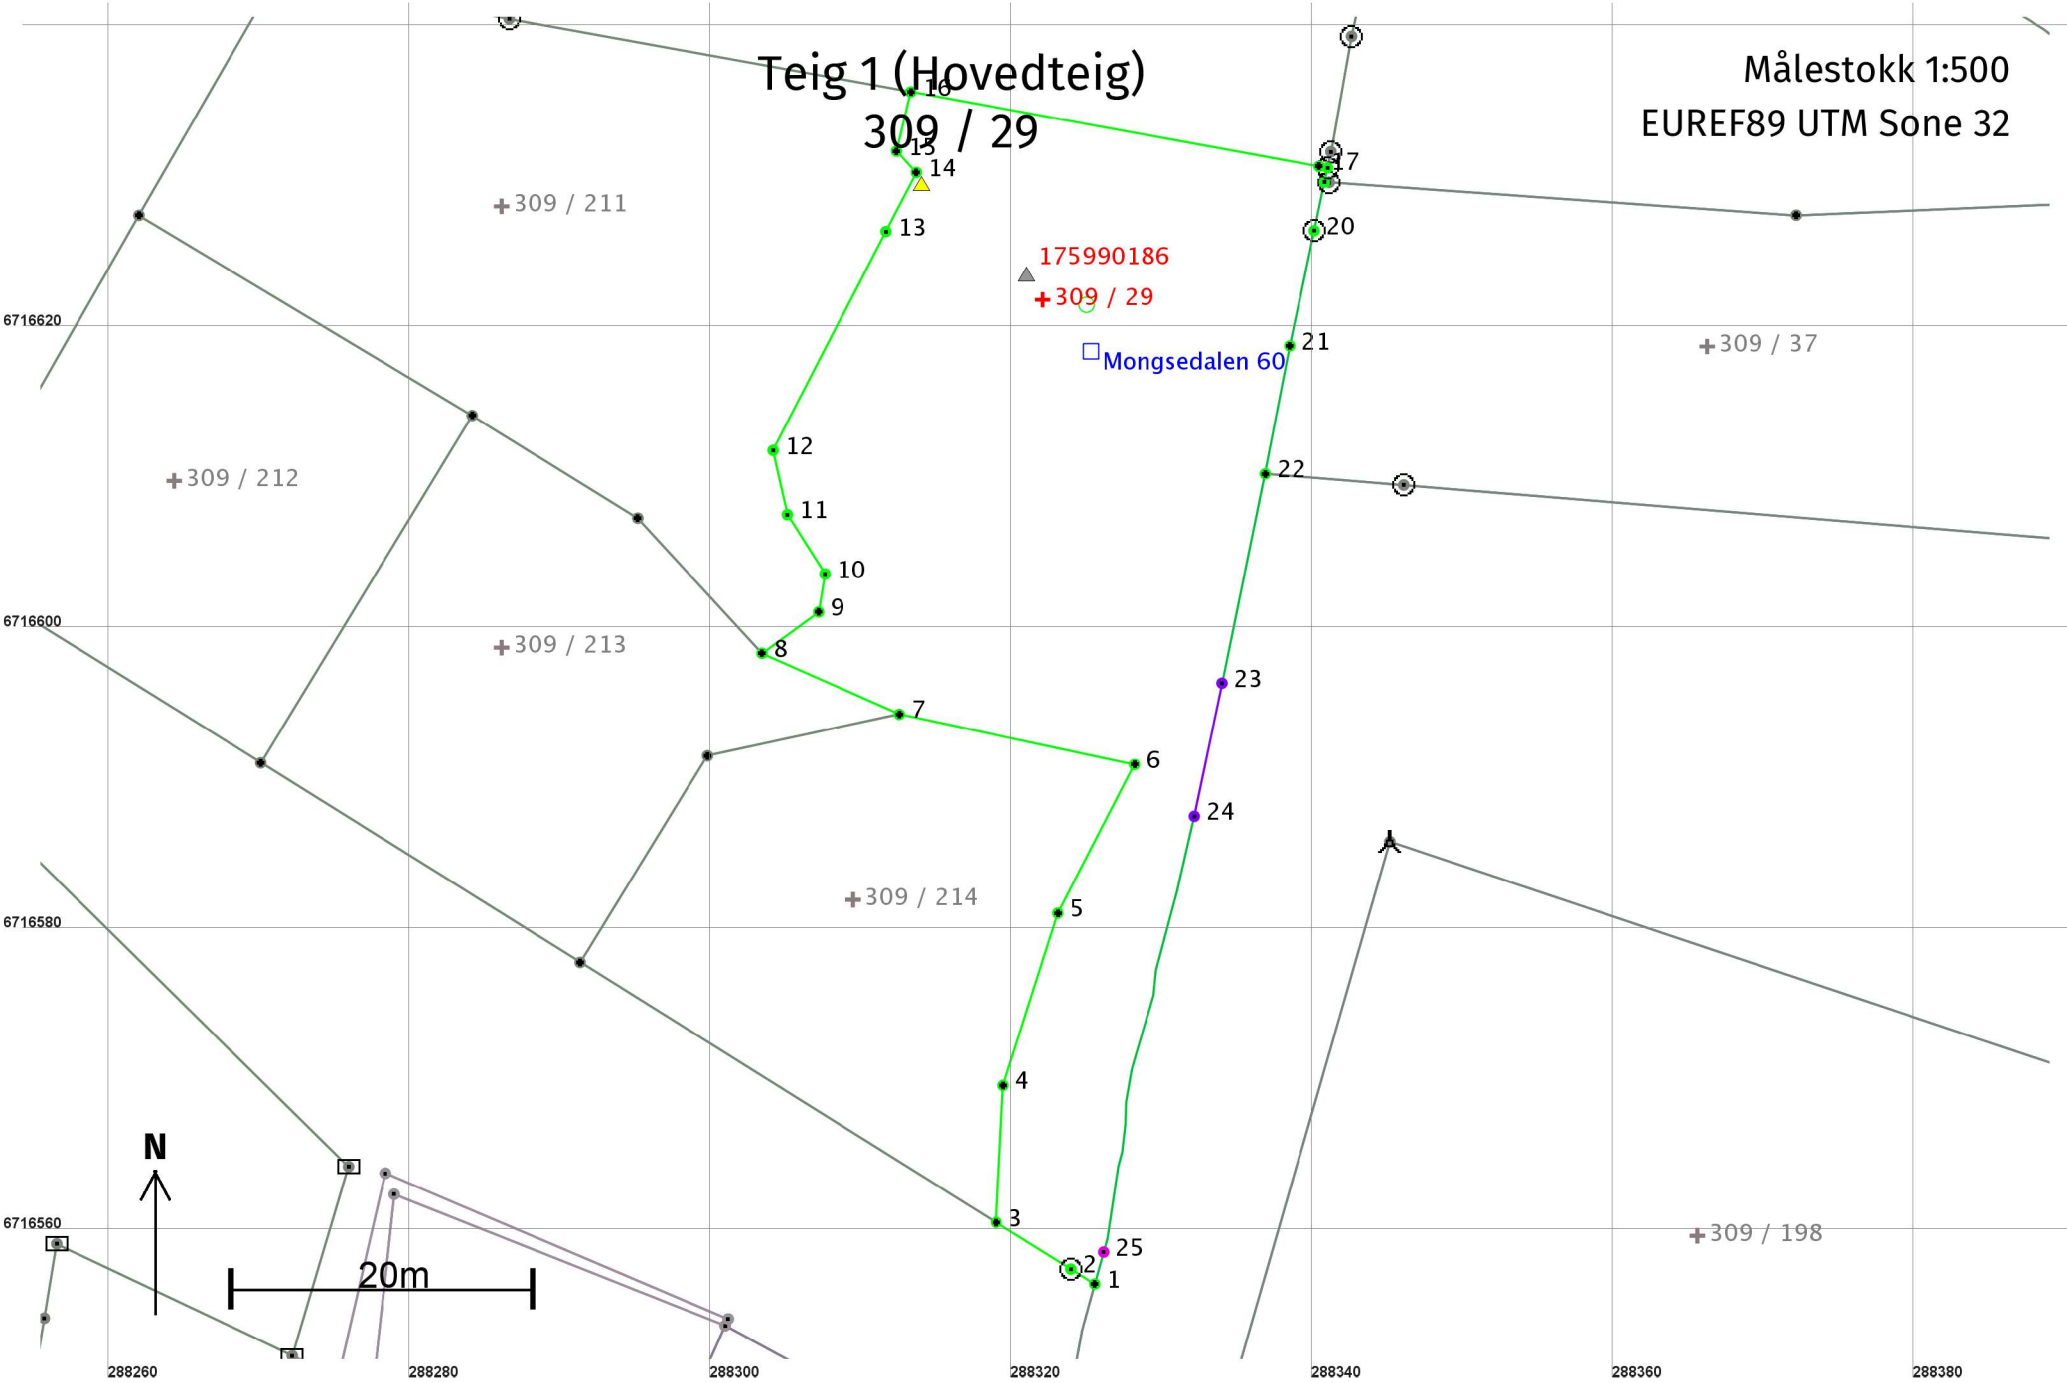 Teig 1 (Hovedteig)
309 / 29
Målestokk 1:500
EUREF89 UTM Sone 32
16
15
14
17
13
20
309 / 211
175990186
309 / 29
6716620
21
309 / 37
Mongsedalen 60
12
22
309 / 212
11
10
9
6716600
8
309 / 213
23
7
6
24
309 / 214
5
6716580
4
N
3
6716560
309 / 198
25
2
1
20m
288260
288280
288300
288320
288340
288360
288380